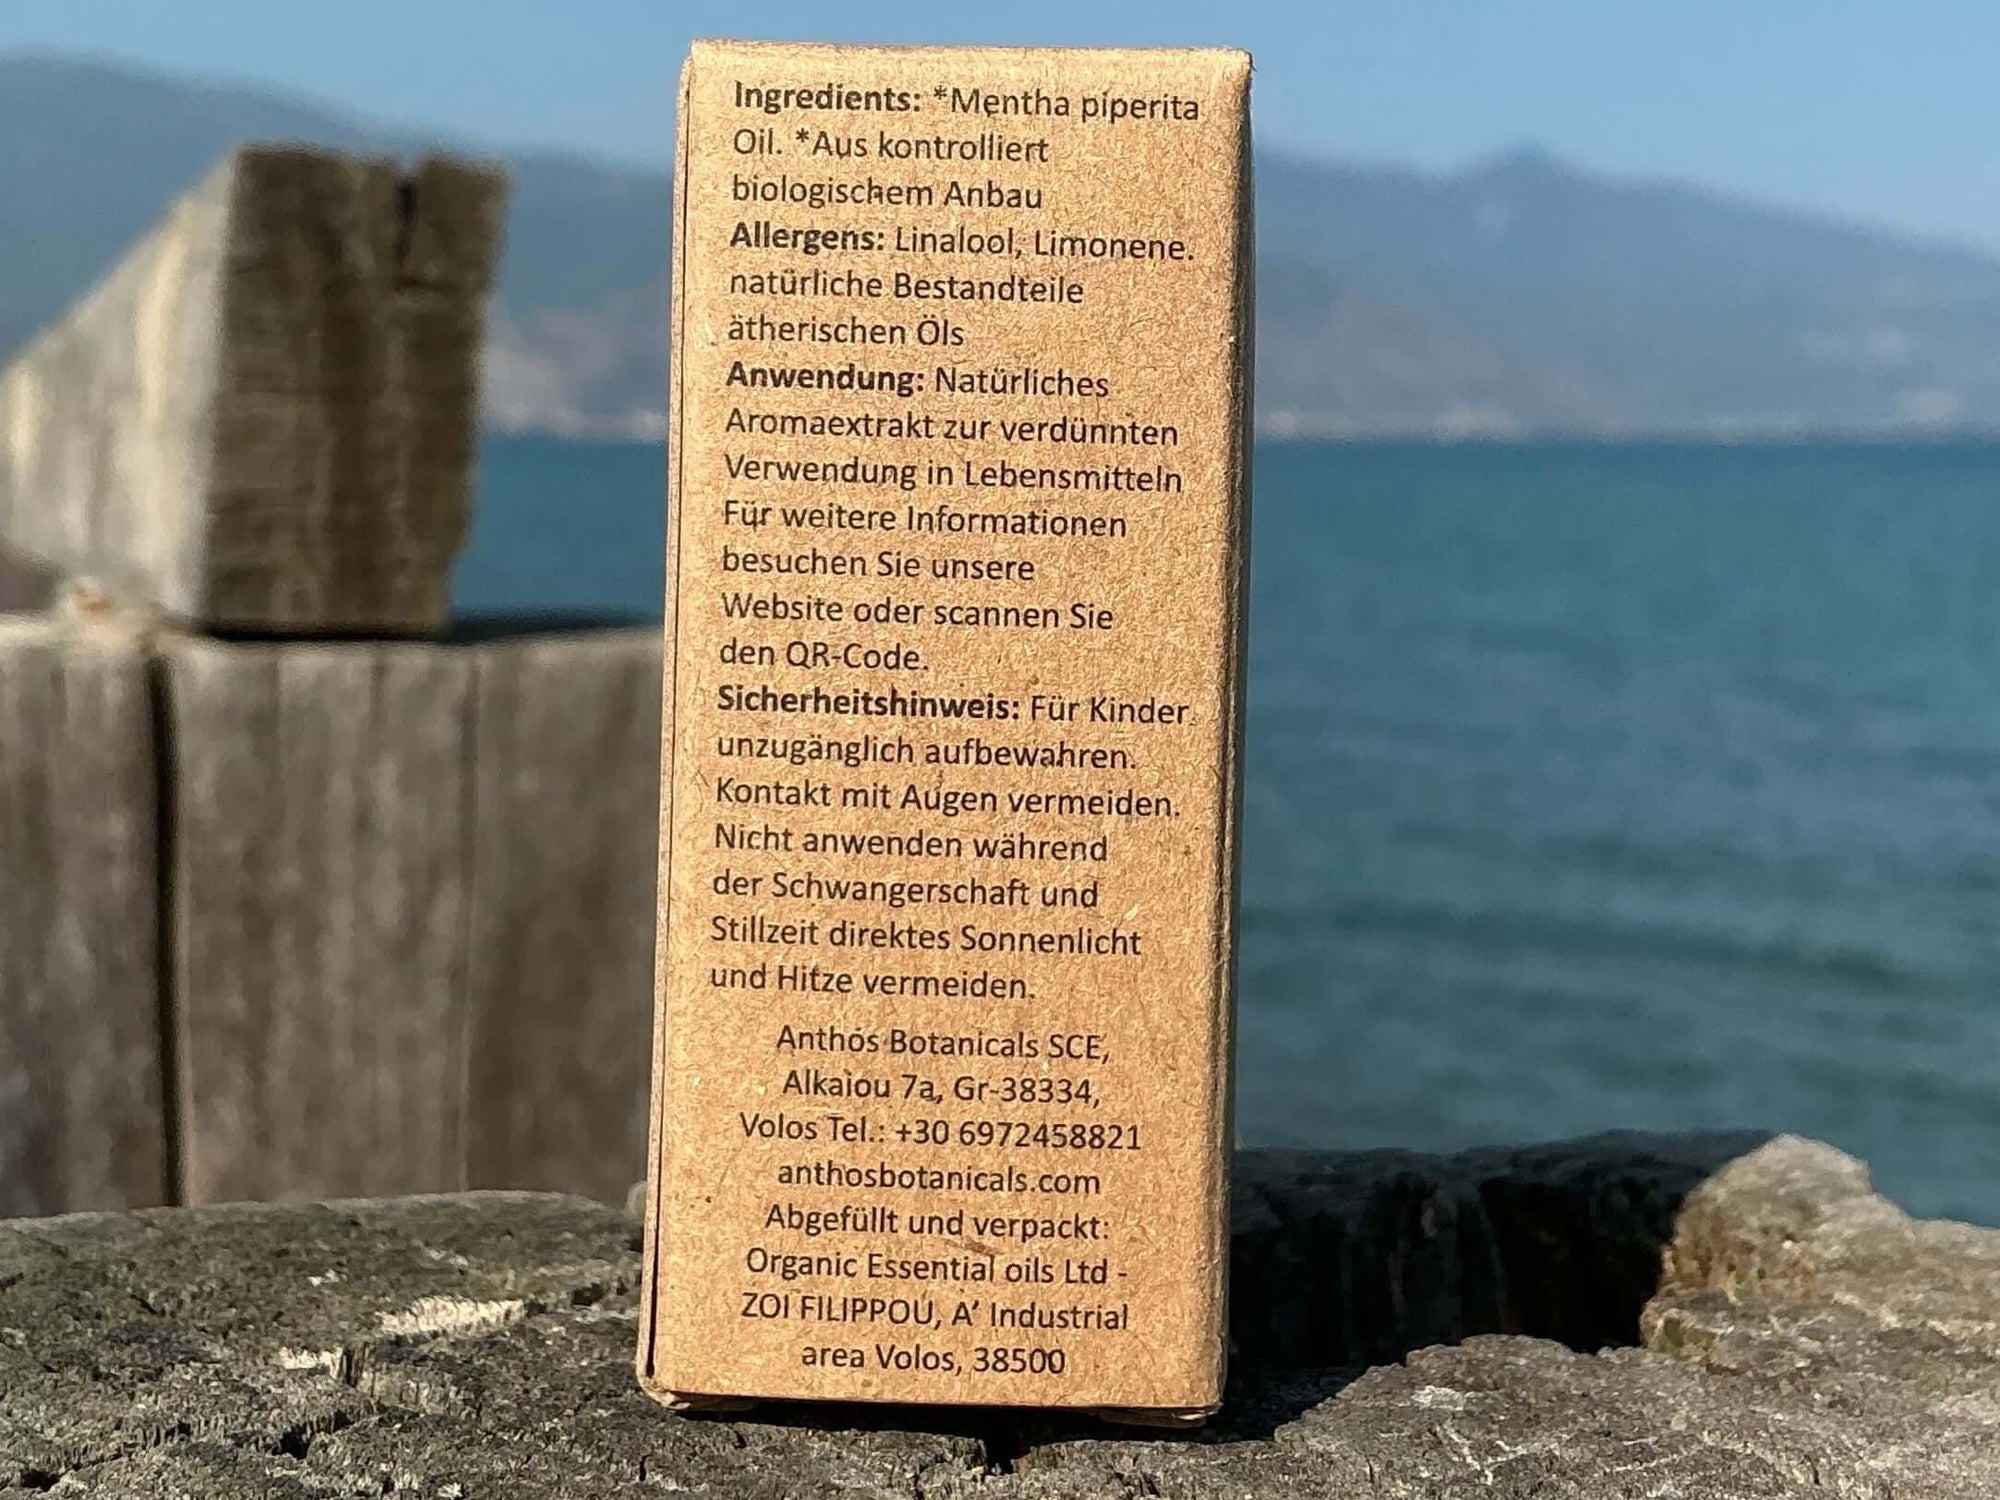 Ingredients: *Mentha piperita
Oil. *Aus kontrolliert
biologischem Anbau
Allergens: Linalool, Limonene.
natürliche Bestandteile
ätherischen Öls
Anwendung: Natürliches
Aromaextrakt zur verdünnten
Verwendung in Lebensmitteln
Für weitere Informationen
besuchen Sie unsere
Website oder scannen Sie
den QR-Code.
Sicherheitshinweis: Für Kinder
unzugänglich aufbewahren.
Kontakt mit Augen vermeiden.
Nicht anwenden während
der Schwangerschaft und
Stillzeit direktes Sonnenlicht
und Hitze vermeiden.
Anthos Botanicals SCE,
Alkaiou 7a, Gr-38334,
Volos Tel.: +30 6972458821
anthosbotanicals.com
Abgefüllt und verpackt:
Organic Essential oils Ltd -
ZOI FILIPPOU, A’ Industrial
area Volos, 38500